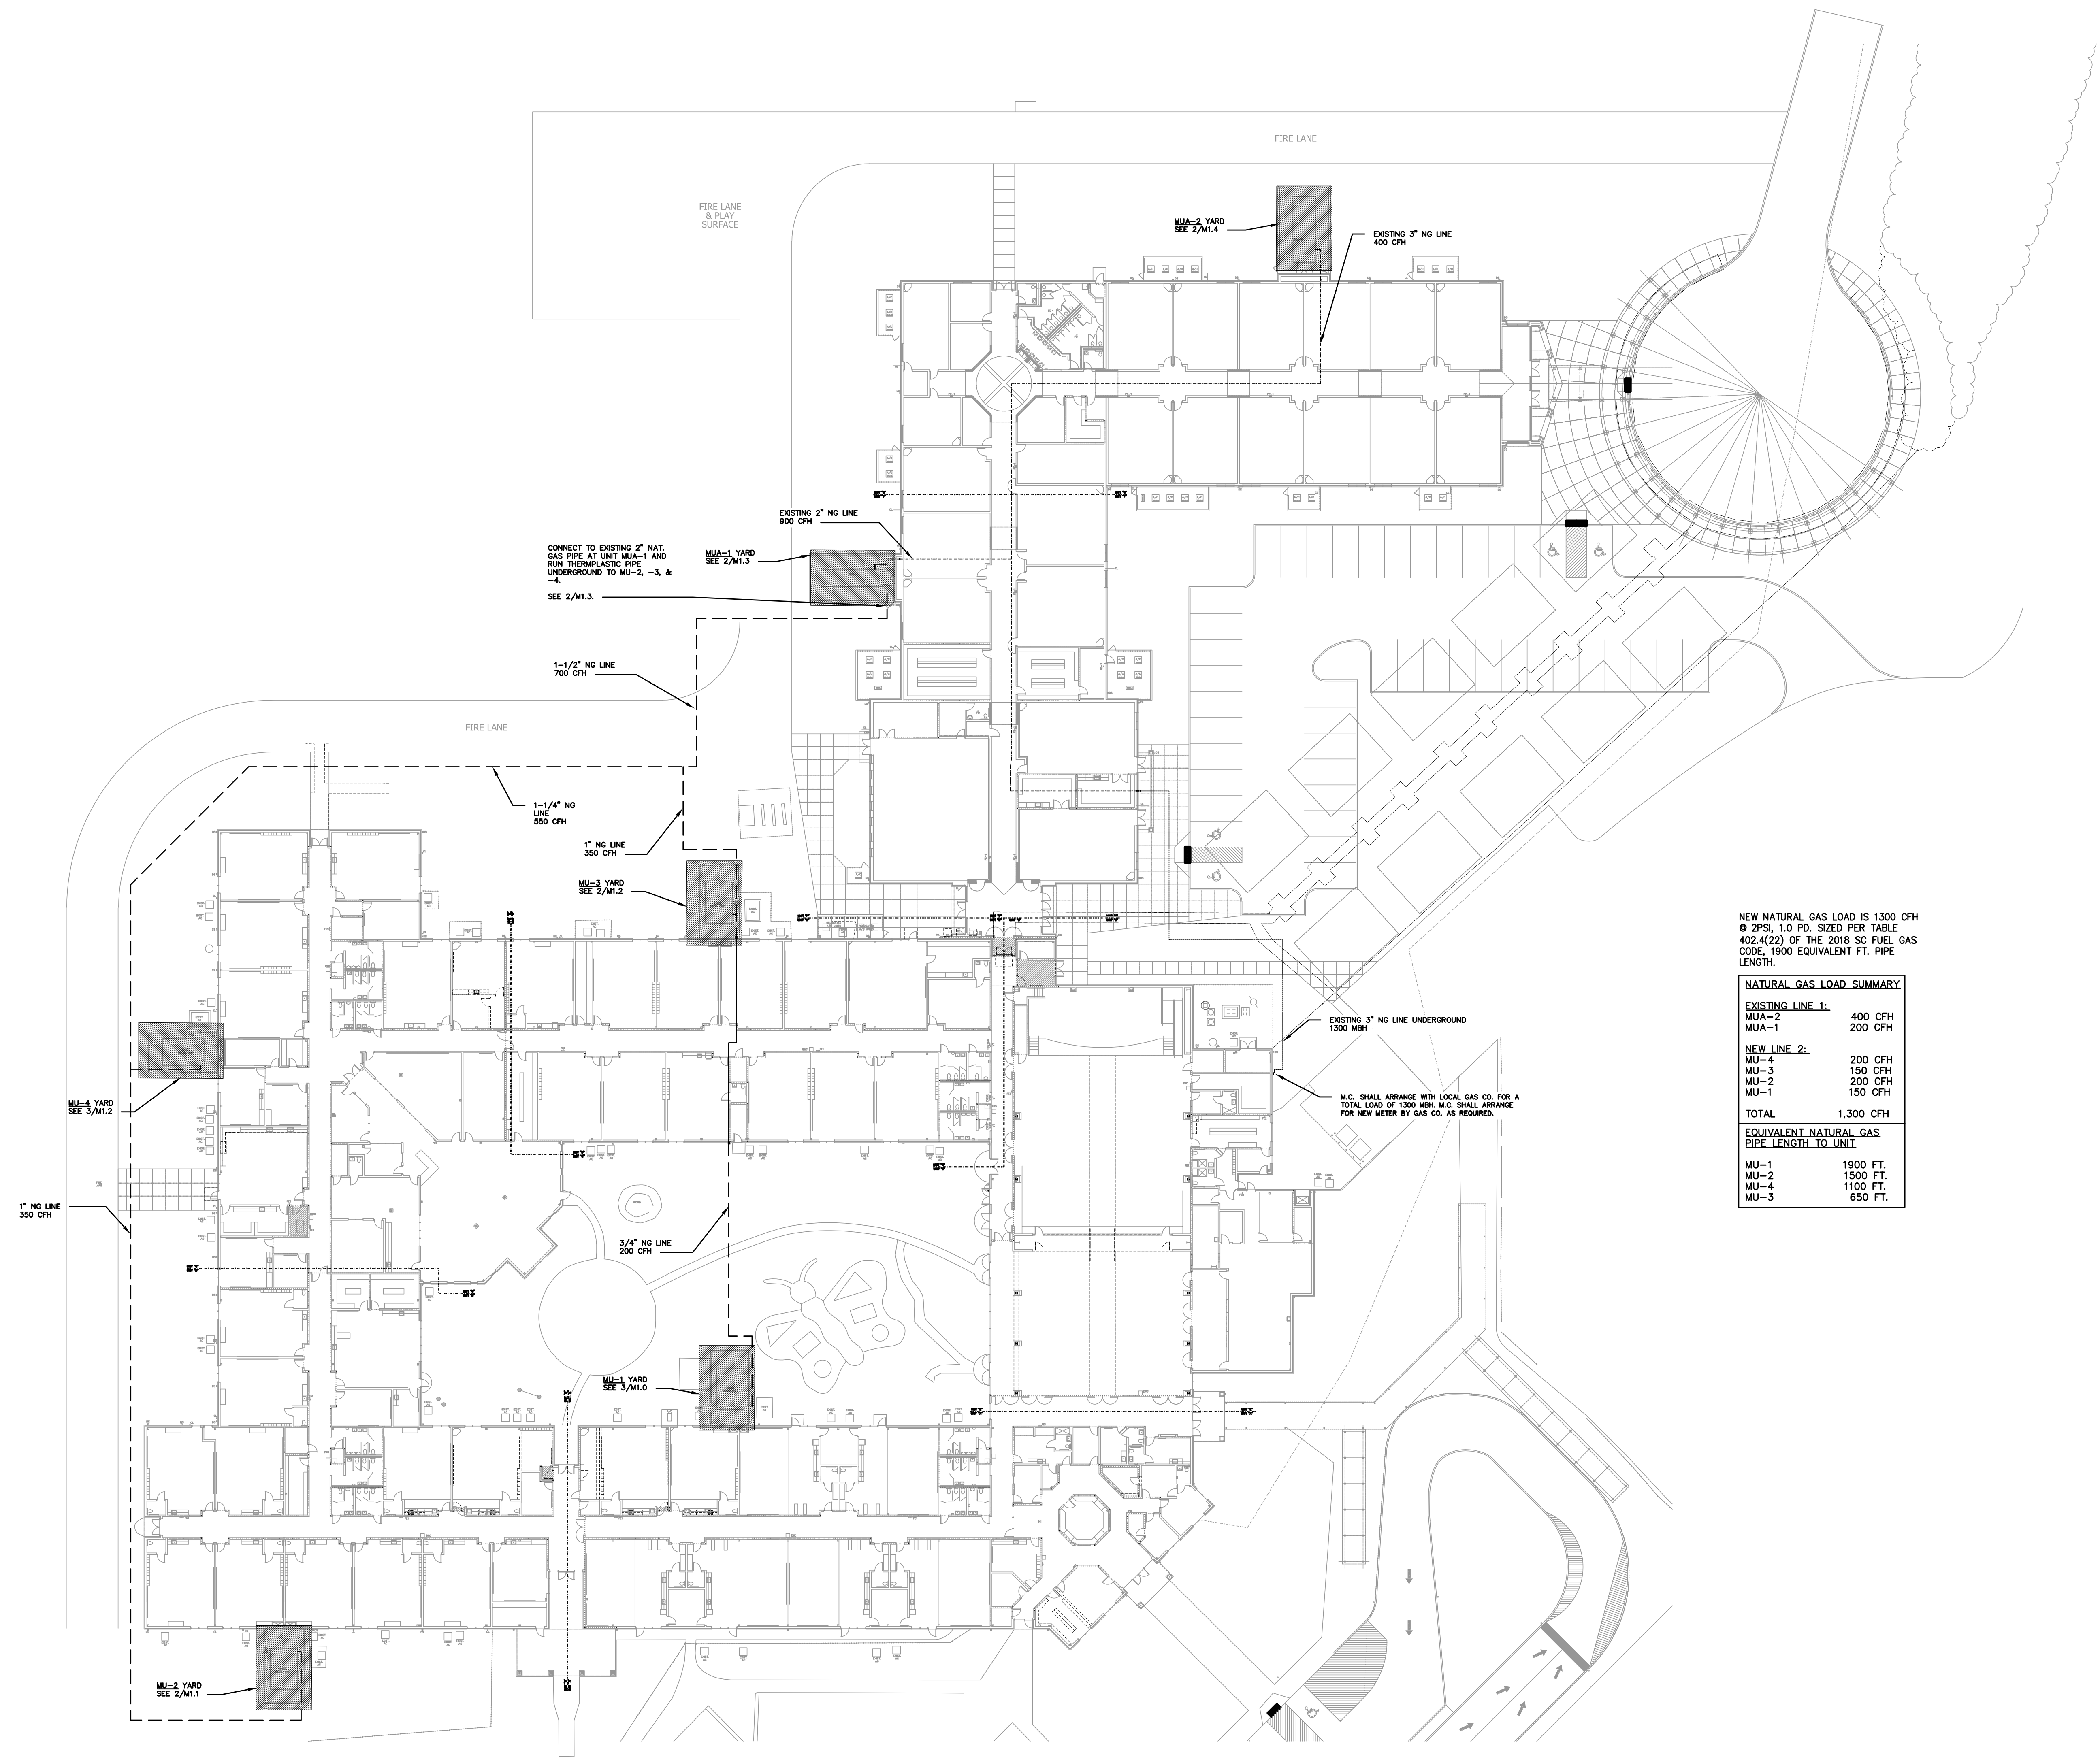 FIRE LANE
FIRE LANE
& PLAY
SURFACE
MUA-2 YARD
SEE 2/M1.4
EXISTING 3" NG LINE
400 CFH
EXISTING 2" NG LINE
900 CFH
CONNECT TO EXISTING 2" NAT.
GAS PIPE AT UNIT MUA-1 AND
RUN THERMPLASTIC PIPE
UNDERGROUND TO MU-2, -3, &
-4.
SEE 2/M1.3.
MUA-1 YARD
SEE 2/M1.3
1-1/2" NG LINE
700 CFH
FIRE LANE
1-1/4" NG
LINE
550 CFH
1" NG LINE
350 CFH
MU-3 YARD
SEE 2/M1.2
MU-4 YARD
SEE 3/M1.2
FIRE
LANE
1" NG LINE
350 CFH
3/4" NG LINE
200 CFH
MU-1 YARD
SEE 3/M1.0
MU-2 YARD
SEE 2/M1.1
EXISTING 3" NG LINE UNDERGROUND
1300 MBH
M.C. SHALL ARRANGE WITH LOCAL GAS CO. FOR A
TOTAL LOAD OF 1300 MBH. M.C. SHALL ARRANGE
FOR NEW METER BY GAS CO. AS REQUIRED.
NEW NATURAL GAS LOAD IS 1300 CFH
@ 2PSI, 1.0 PD. SIZED PER TABLE
402.4(22) OF THE 2018 SC FUEL GAS
CODE, 1900 EQUIVALENT FT. PIPE
LENGTH.
NATURAL GAS LOAD SUMMARY
EXISTING LINE 1:
MUA-2 400 CFH
MUA-1 200 CFH
NEW LINE 2:
MU-4 200 CFH
MU-3 150 CFH
MU-2 200 CFH
MU-1 150 CFH
TOTAL 1,300 CFH
EQUIVALENT NATURAL GAS
PIPE LENGTH TO UNIT
MU-1 1900 FT.
MU-2 1500 FT.
MU-4 1100 FT.
MU-3 650 FT.